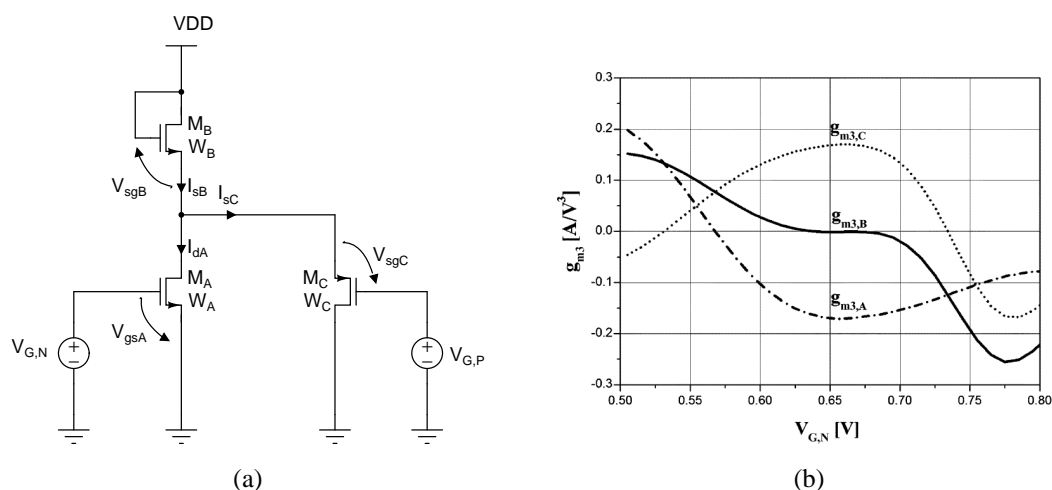 VDD
M_B
W_B
V_sgB
I_sB
I_sC
I_dA
V_sgC
M_A
W_A
M_C
W_C
V_gsA
V_G,N
V_G,P
+
−
+
−
(a)
0.3
0.2
0.1
0.0
-0.1
-0.2
-0.3
g_m3 [A/V³]
g_m3,C
g_m3,B
g_m3,A
0.50 0.55 0.60 0.65 0.70 0.75 0.80
V_G,N [V]
(b)